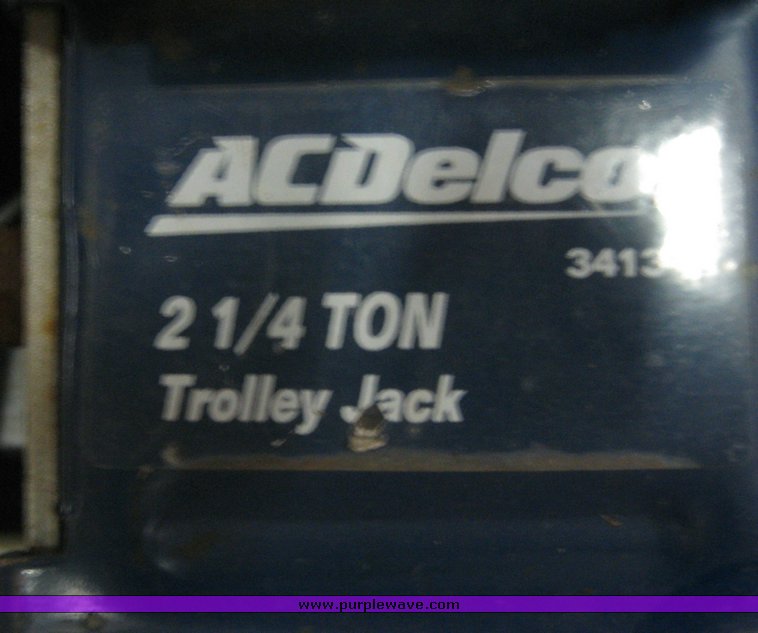 ACDelco
3413
2 1/4 TON
Trolley Jack
www.purplewave.com